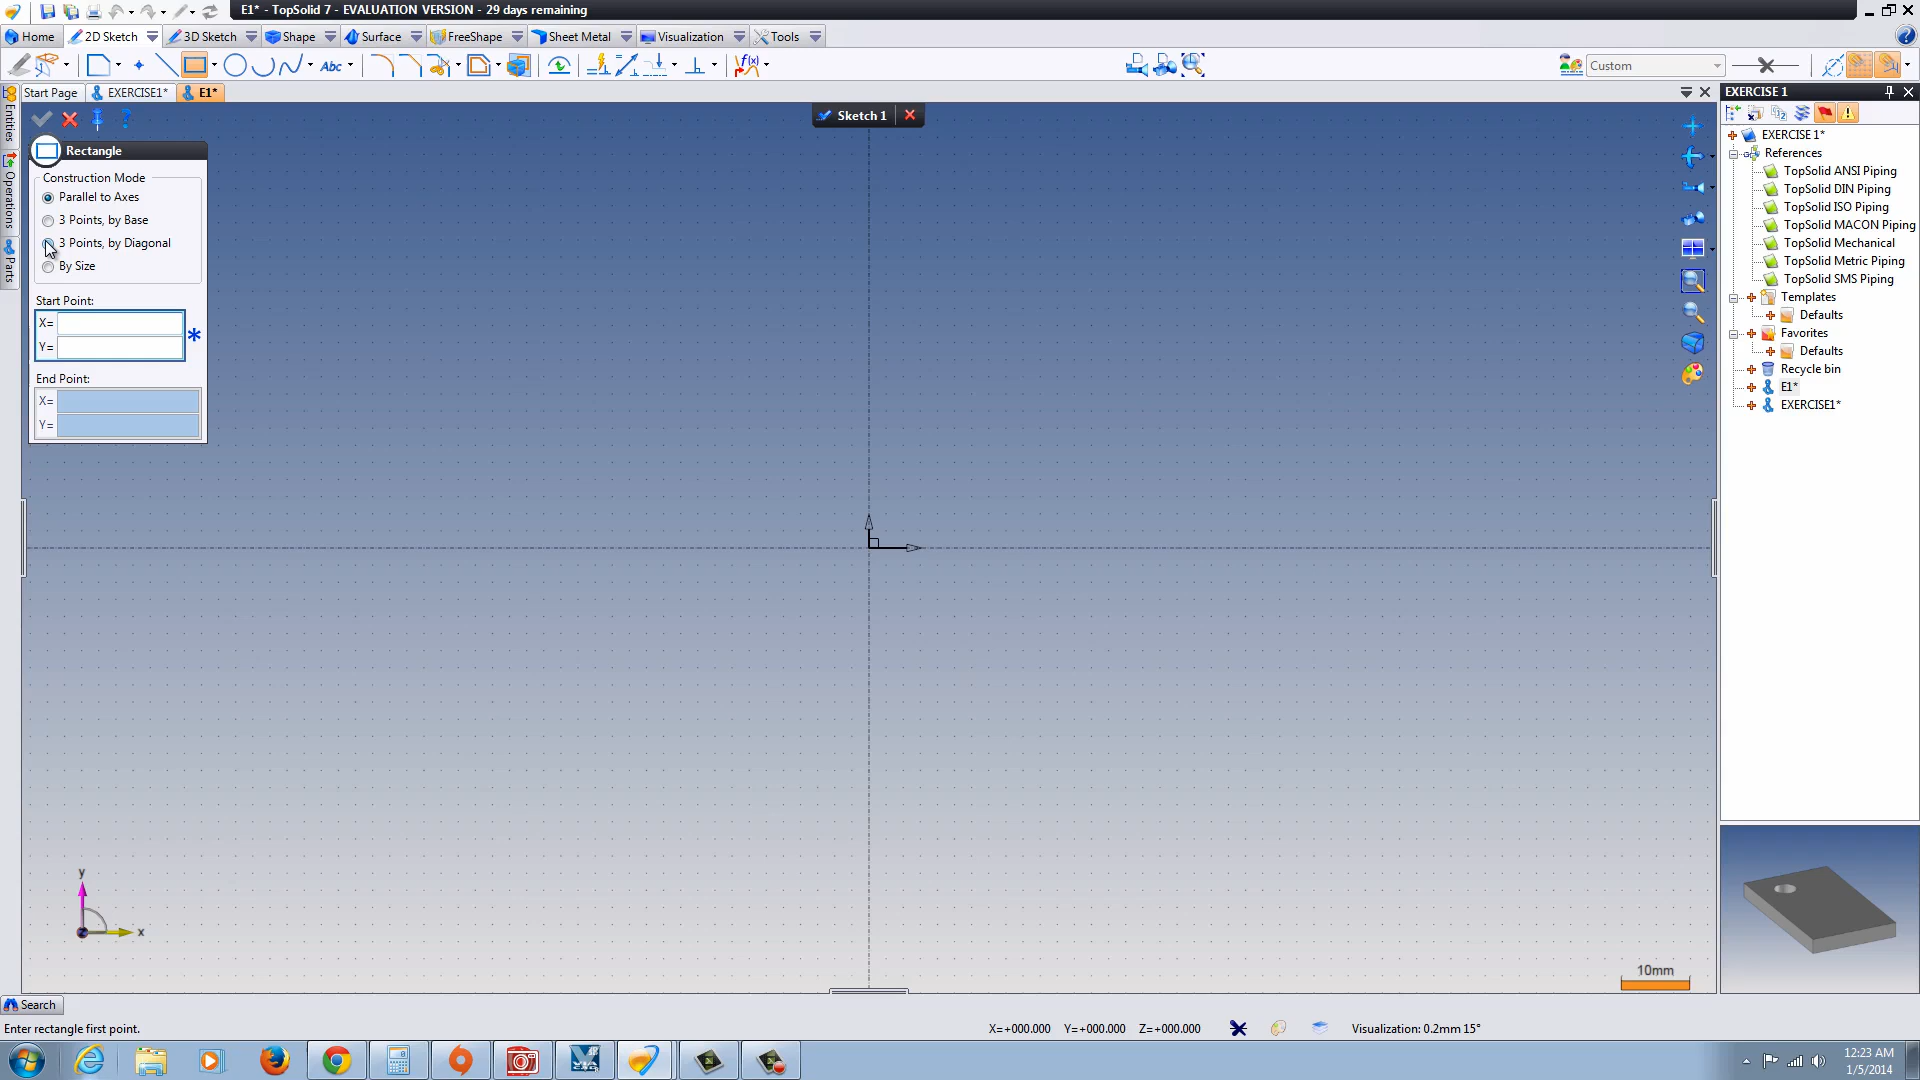 E1* - TopSolid 7 - EVALUATION VERSION - 29 days remaining
Home 2D Sketch 3D Sketch Shape Surface FreeShape Sheet Metal Visualization Tools
Abc f(x) Custom
Start Page EXERCISE1* E1*
EXERCISE 1
Entities
Operations
Parts
Sketch 1
Rectangle
Construction Mode
Parallel to Axes
3 Points, by Base
3 Points, by Diagonal
By Size
Start Point:
X=
Y=
End Point:
X=
Y=
EXERCISE 1*
References
TopSolid ANSI Piping
TopSolid DIN Piping
TopSolid ISO Piping
TopSolid MACON Piping
TopSolid Mechanical
TopSolid Metric Piping
TopSolid SMS Piping
Templates
Defaults
Favorites
Defaults
Recycle bin
E1*
EXERCISE1*
y
x
10mm
Search
Enter rectangle first point.
X=+000.000 Y=+000.000 Z=+000.000
Visualization: 0.2mm 15°
12:23 AM
1/5/2014